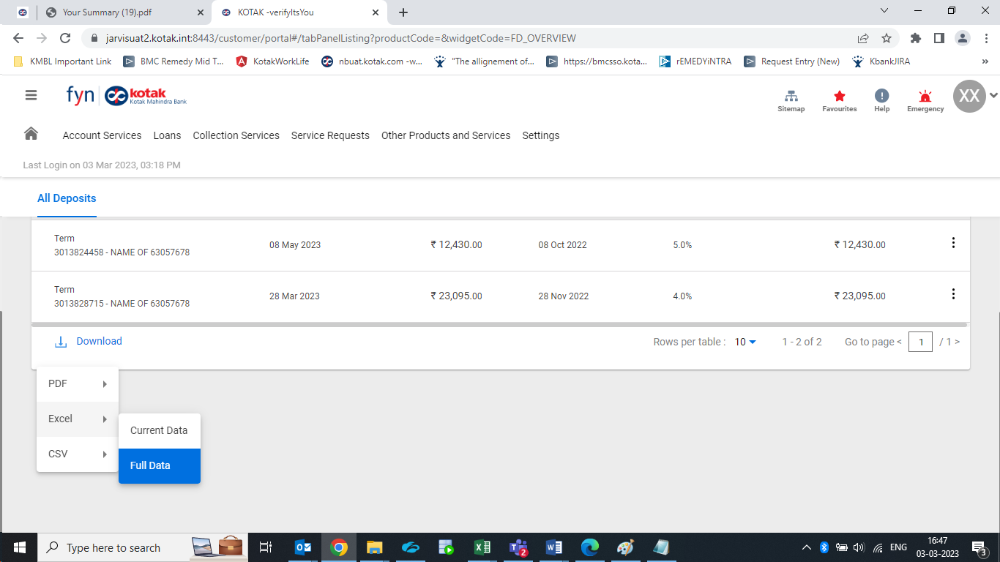 Your Summary (19).pdf
KOTAK -verifyItsYou
jarvisuat2.kotak.int:8443/customer/portal#/tabPanelListing?productCode=&widgetCode=FD_OVERVIEW
KMBL Important Link
BMC Remedy Mid T...
KotakWorkLife
nbuat.kotak.com -w...
"The allignement of...
https://bmcsso.kota...
rEMEDYiNTRA
Request Entry (New)
KbankJIRA
»
fyn
kotak
Kotak Mahindra Bank
Sitemap
Favourites
Help
Emergency
XX
Account Services
Loans
Collection Services
Service Requests
Other Products and Services
Settings
Last Login on 03 Mar 2023, 03:18 PM
All Deposits
Term
3013824458 - NAME OF 63057678
08 May 2023
₹ 12,430.00
08 Oct 2022
5.0%
₹ 12,430.00
Term
3013828715 - NAME OF 63057678
28 Mar 2023
₹ 23,095.00
28 Nov 2022
4.0%
₹ 23,095.00
Download
Rows per table : 10
1 - 2 of 2
Go to page < 1 / 1 >
PDF
Excel
CSV
Current Data
Full Data
Type here to search
2
ENG
16:47
03-03-2023
3